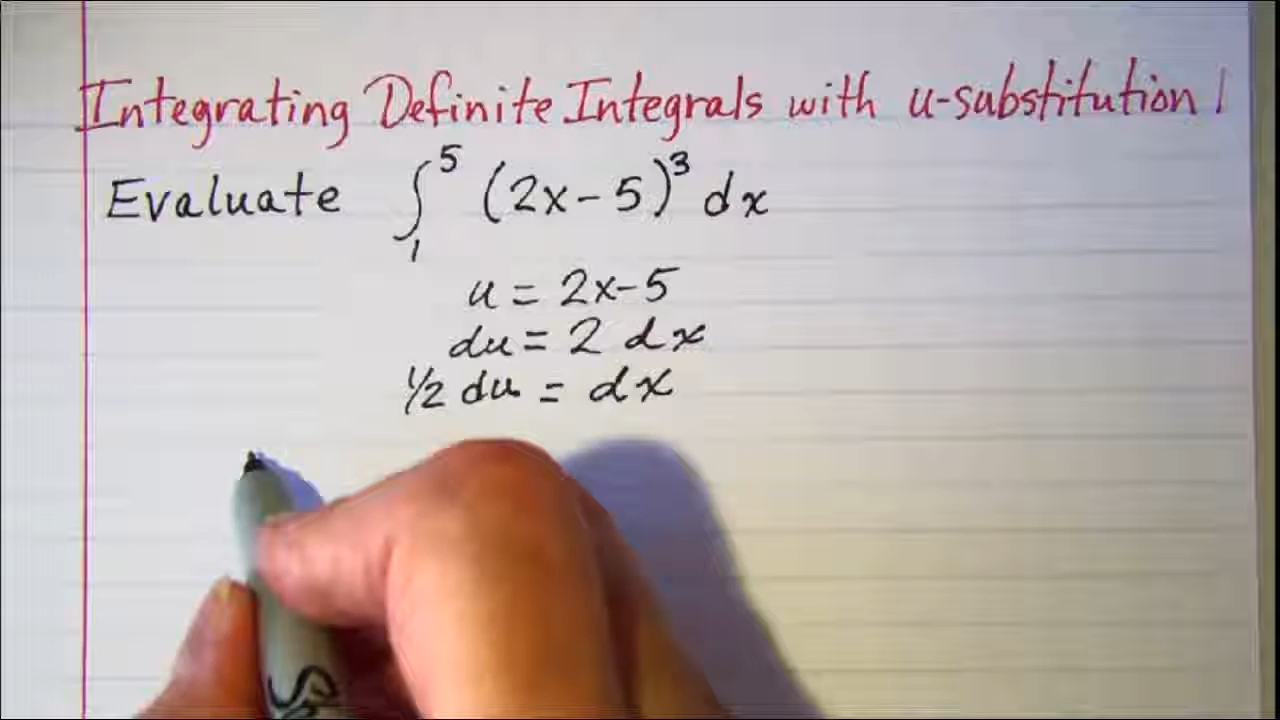 Integrating Definite Integrals with u-substitution 1
Evaluate ∫₁⁵ (2x-5)³ dx
u = 2x-5
du = 2 dx
1/2 du = dx